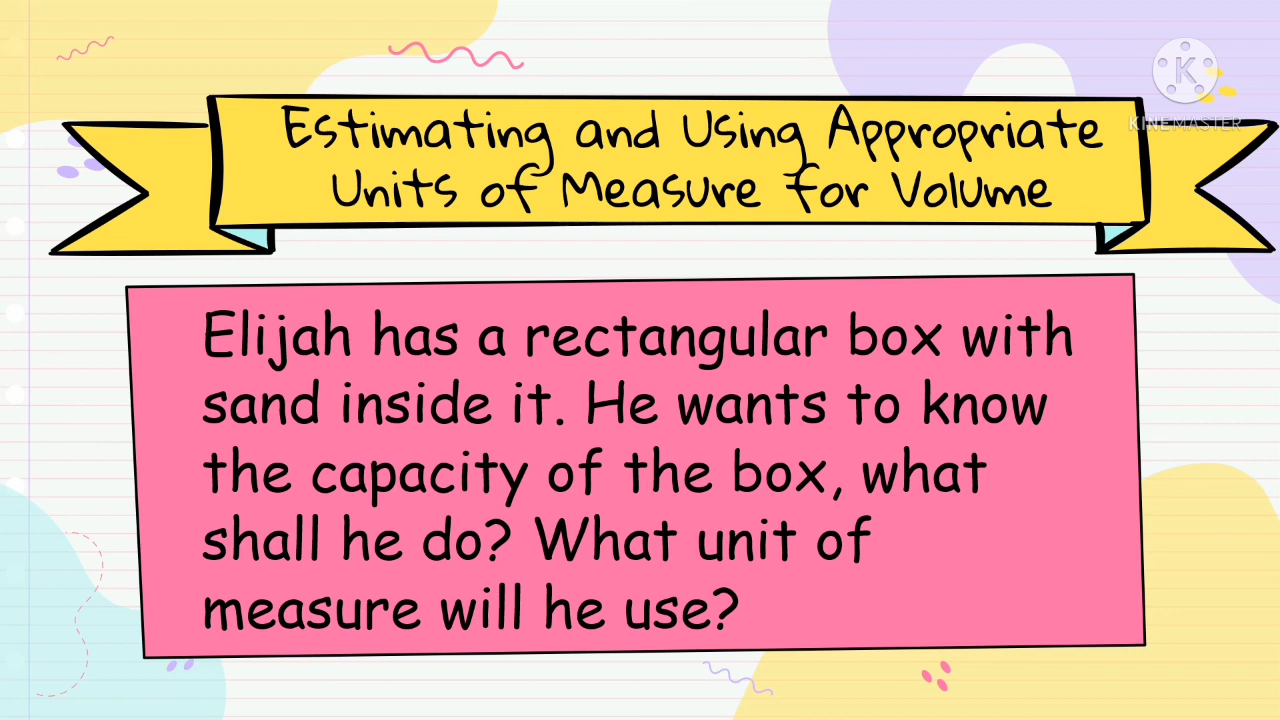 Estimating and Using Appropriate
Units of Measure for Volume
K
KINEMASTER
Elijah has a rectangular box with
sand inside it. He wants to know
the capacity of the box, what
shall he do? What unit of
measure will he use?